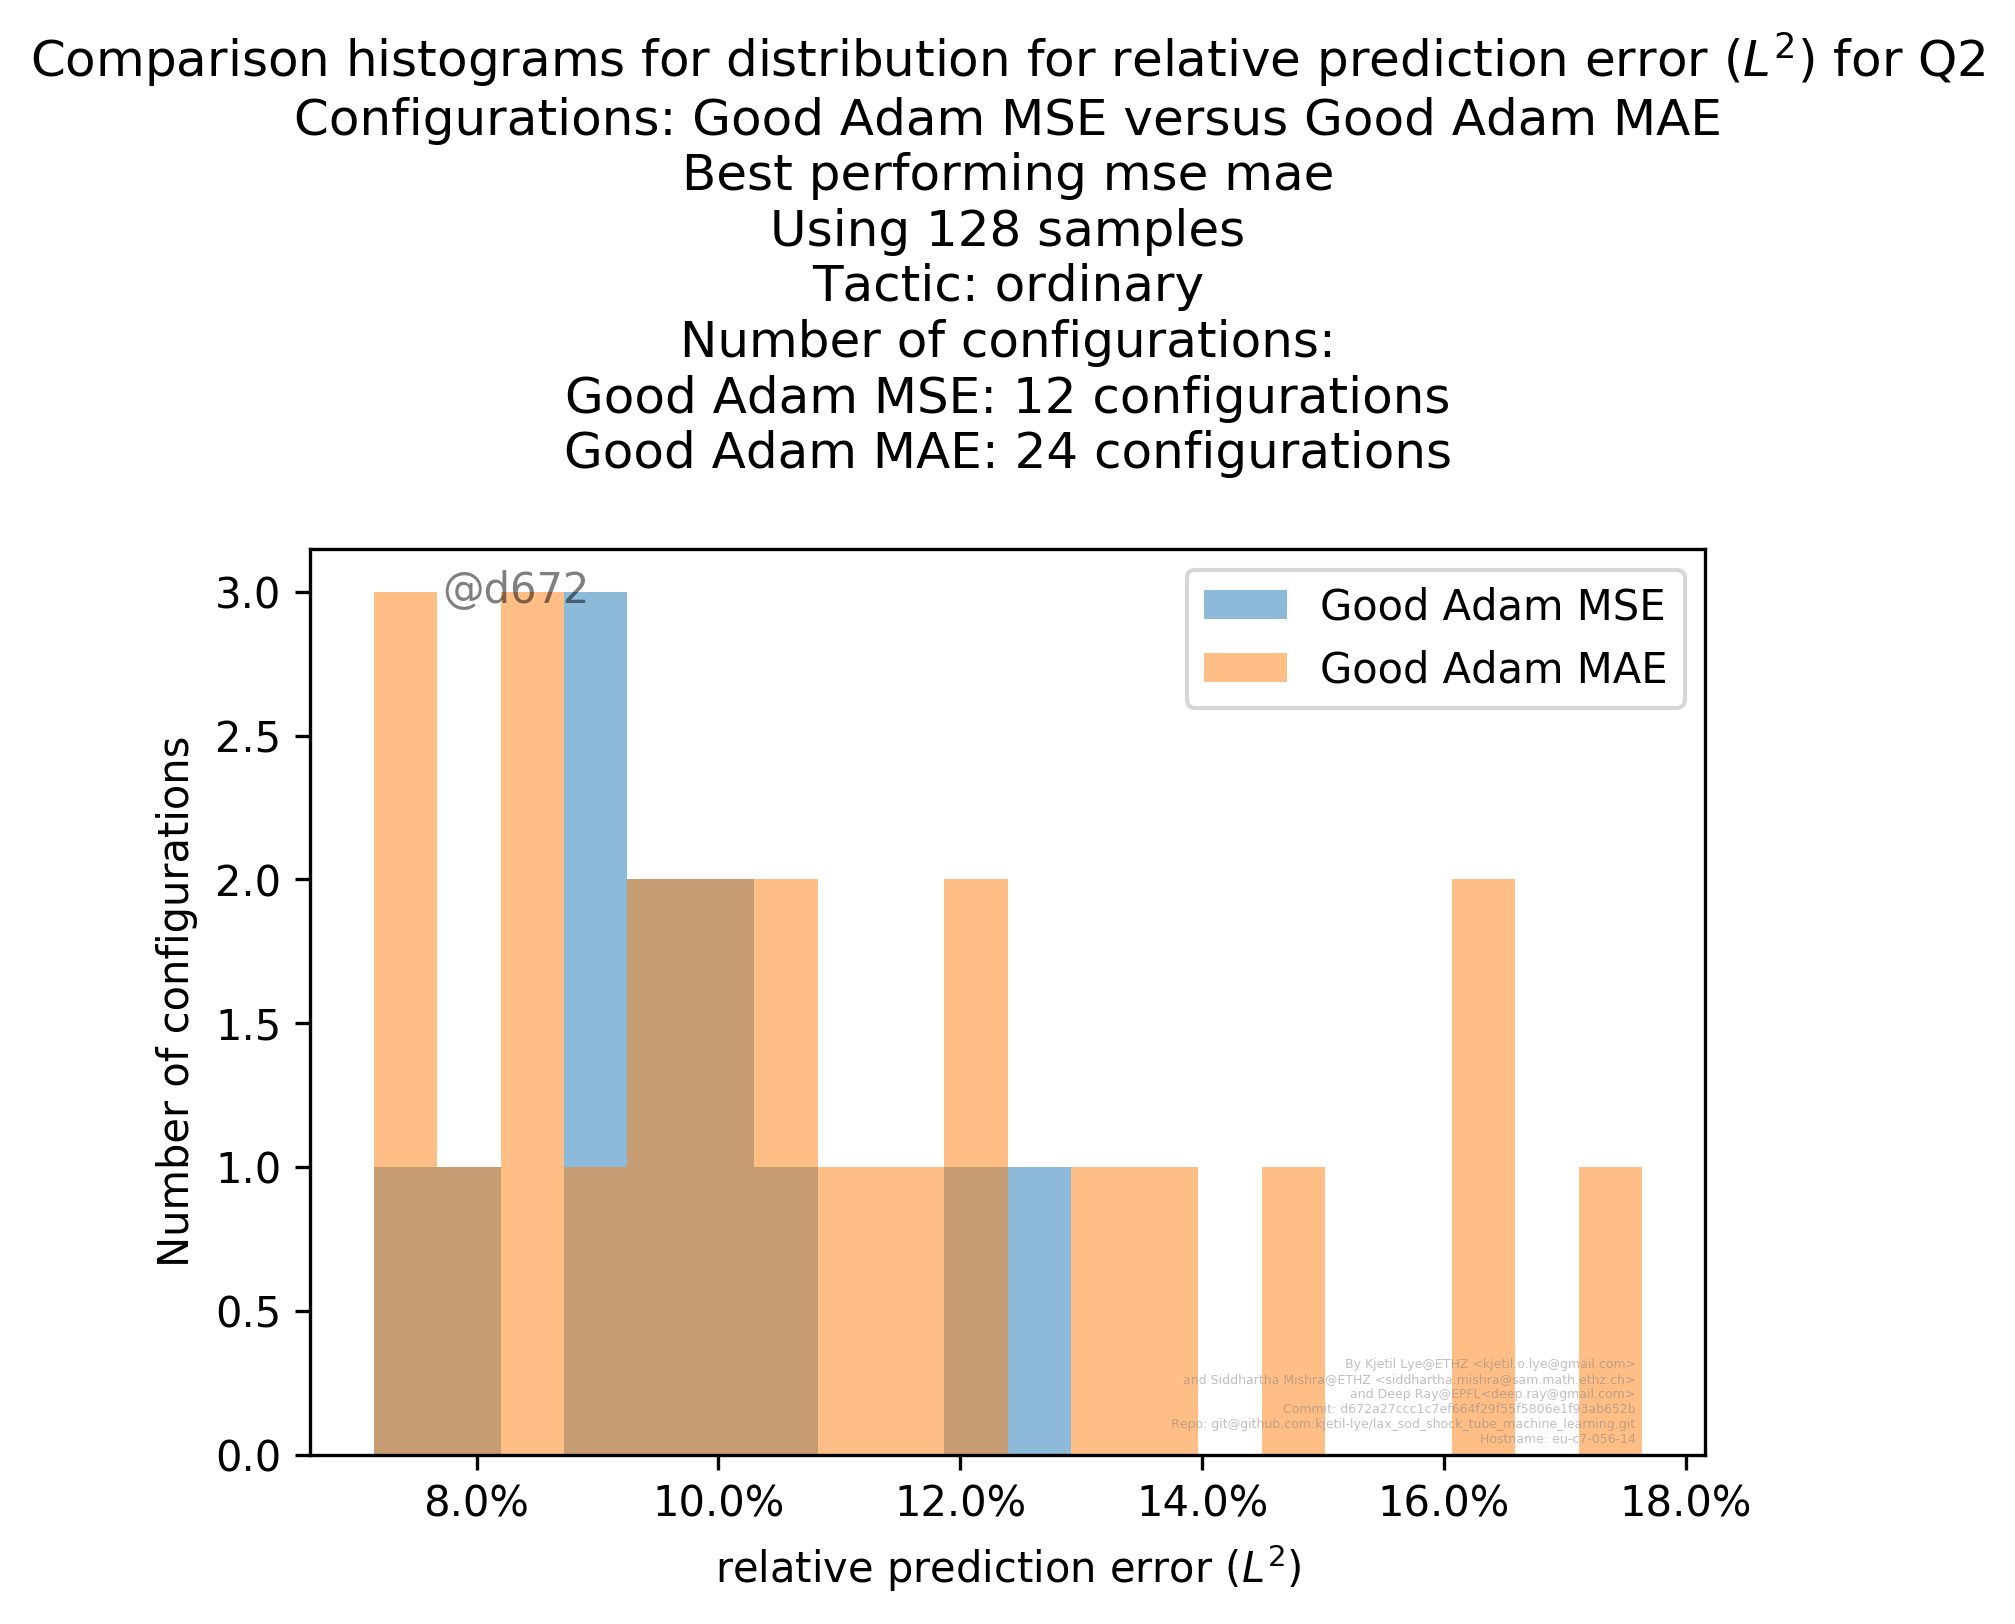 Comparison histograms for distribution for relative prediction error (L²) for Q2
Configurations: Good Adam MSE versus Good Adam MAE
Best performing mse mae
Using 128 samples
Tactic: ordinary
Number of configurations:
Good Adam MSE: 12 configurations
Good Adam MAE: 24 configurations
@d672
Good Adam MSE
Good Adam MAE
3.0
2.5
2.0
1.5
1.0
0.5
0.0
Number of configurations
By Kjetil Lye@ETHZ <kjetil.o.lye@gmail.com>
and Siddhartha Mishra@ETHZ <siddhartha.mishra@sam.math.ethz.ch>
and Deep Ray@EPFL<deep.ray@gmail.com>
Commit: d672a27ccc1c7ef664f29f55f5806e1f93ab652b
Repo: git@github.com:kjetil-lye/lax_sod_shock_tube_machine_learning.git
Hostname: eu-c7-056-14
8.0% 10.0% 12.0% 14.0% 16.0% 18.0%
relative prediction error (L²)